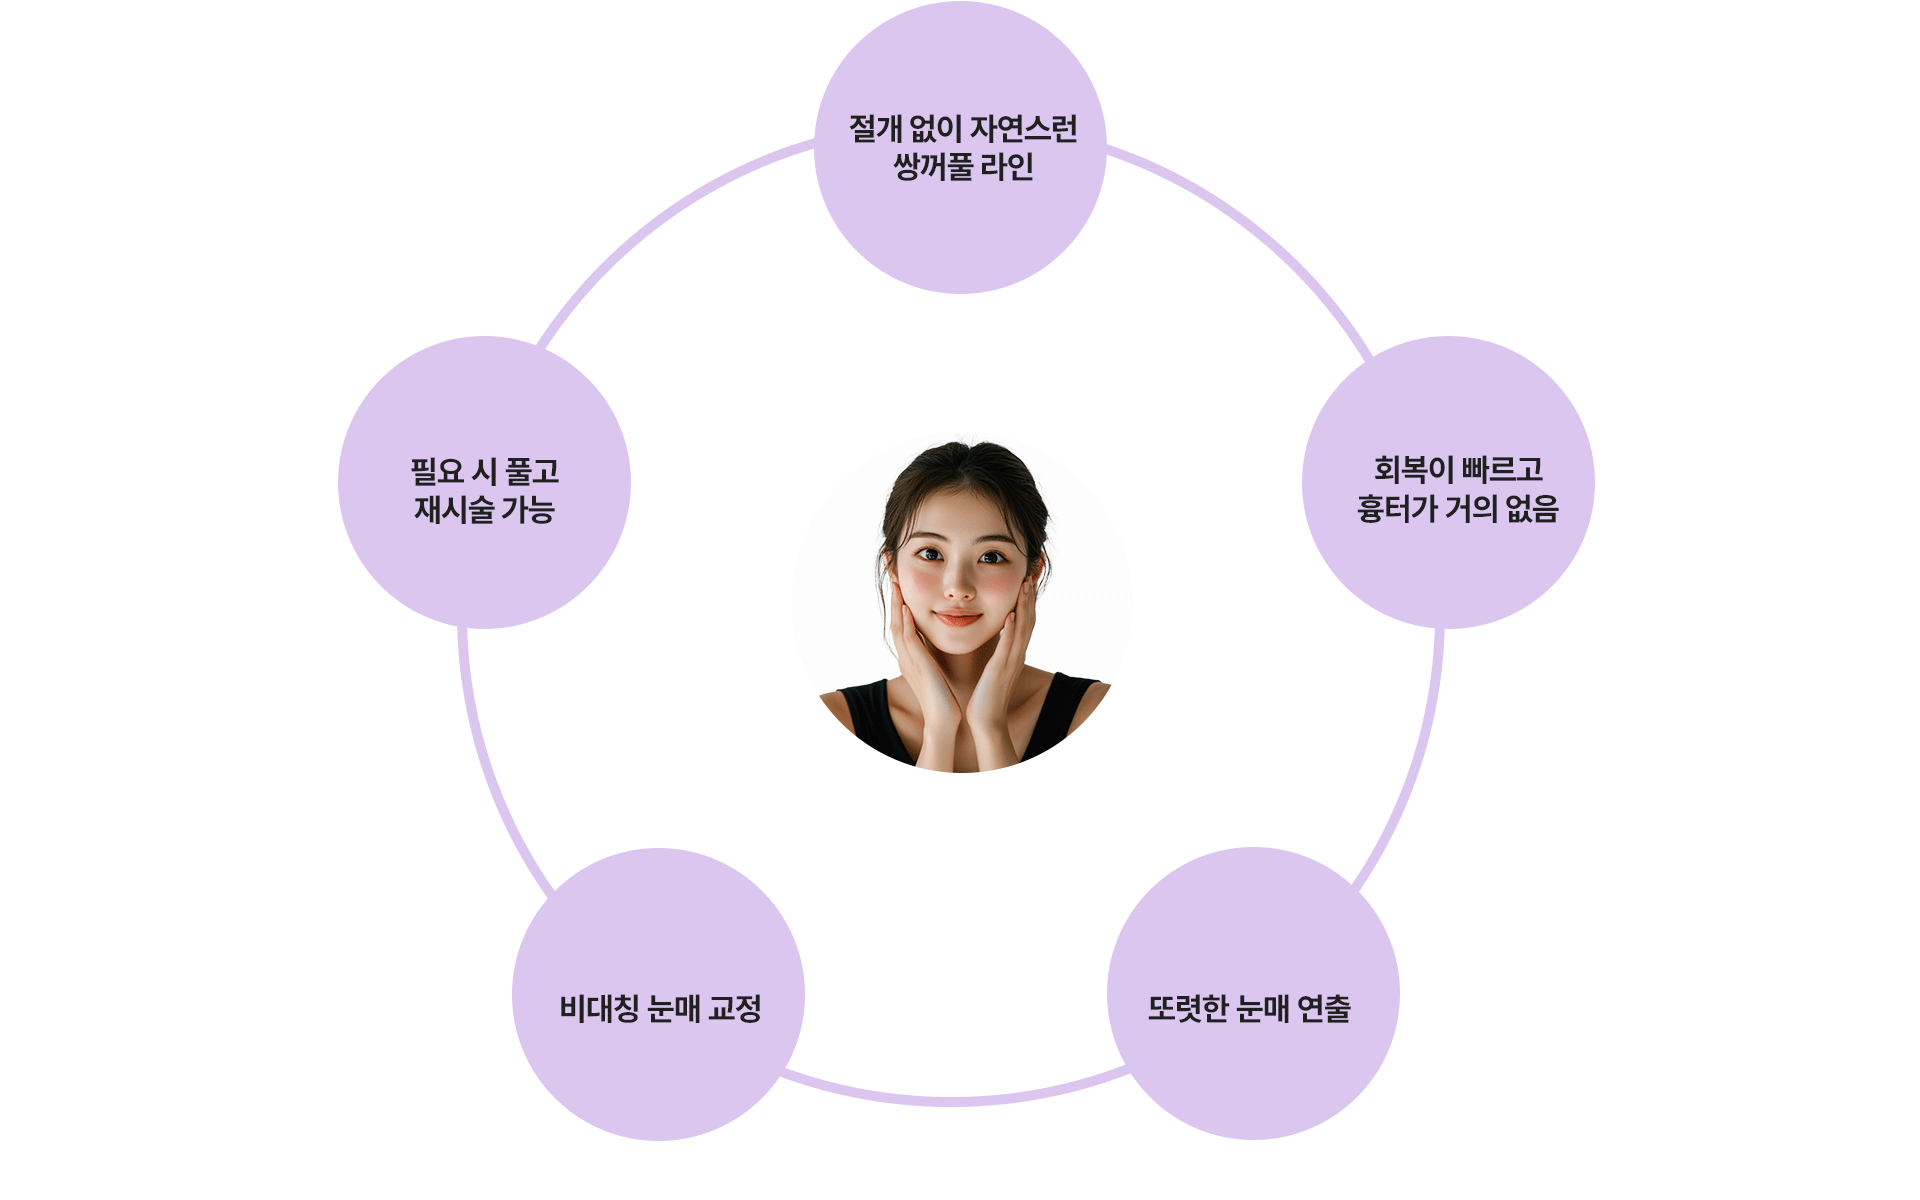 절개 없이 자연스런
쌍꺼풀 라인
필요 시 풀고
재시술 가능
회복이 빠르고
흉터가 거의 없음
비대칭 눈매 교정
또렷한 눈매 연출